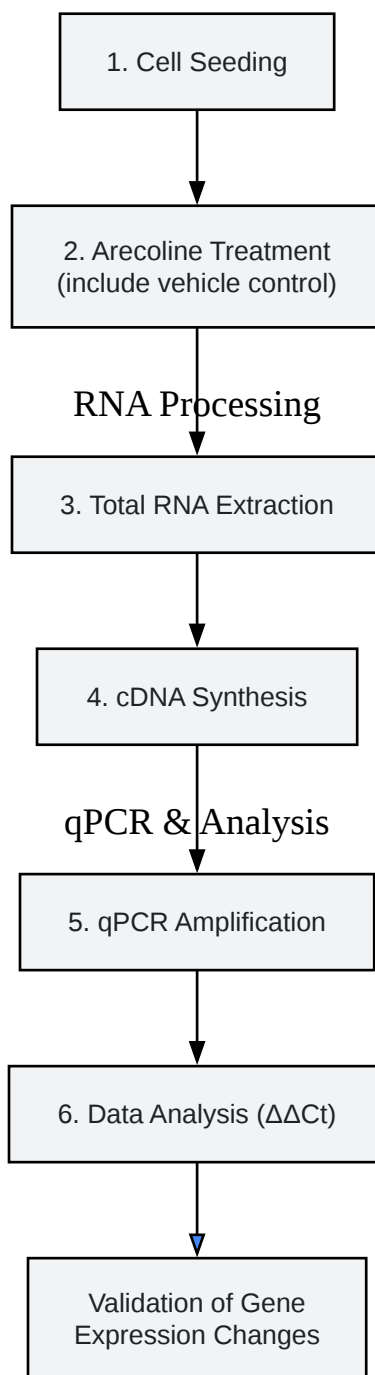 1. Cell Seeding
2. Arecoline Treatment
(include vehicle control)
RNA Processing
3. Total RNA Extraction
4. cDNA Synthesis
qPCR & Analysis
5. qPCR Amplification
6. Data Analysis (ΔΔCt)
Validation of Gene
Expression Changes